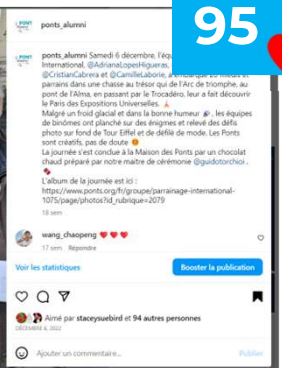 95
ponts_alumni
ponts_alumni Samedi 6 décembre, l'équ
International, @AdrianaLopesHigueras,
@CristianCabrera et @CamilleLaborie, a embarqué 20 filleuls et
parrains dans une chasse au trésor qui de l'Arc de triomphe, au
pont de l'Alma, en passant par le Trocadéro, leur a fait découvrir
le Paris des Expositions Universelles. 🗼
Malgré un froid glacial et dans la bonne humeur 🎉, les équipes
de binômes ont planché sur des énigmes et relevé des défis
photo sur fond de Tour Eiffel et de défilé de mode. Les Ponts
sont créatifs, pas de doute 😊
La journée s'est conclue à la Maison des Ponts par un chocolat
chaud préparé par notre maitre de cérémonie @guidotorchioi .
L'album de la journée est ici :
https://www.ponts.org/fr/groupe/parrainage-international-
1075/page/photos?id_rubrique=2079
18 sem
wang_chaopeng ❤️❤️❤️
17 sem Répondre
Voir les statistiques
Booster la publication
Aimé par staceysuebird et 94 autres personnes
DÉCEMBRE 6, 2022
Ajouter un commentaire...
Publier